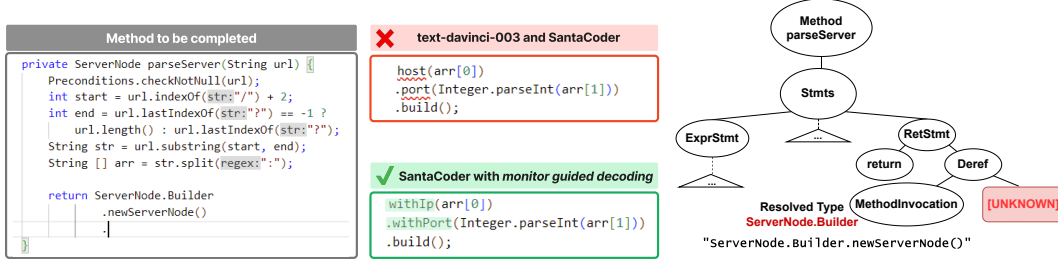 Method to be completed
private ServerNode parseServer(String url) {
Preconditions.checkNotNull(url);
int start = url.indexOf(str:"/") + 2;
int end = url.lastIndexOf(str:"?") == -1 ?
url.length() : url.lastIndexOf(str:"?");
String str = url.substring(start, end);
String [] arr = str.split(regex:":");
return ServerNode.Builder
.newServerNode()
.
}
text-davinci-003 and SantaCoder
host(arr[0])
.port(Integer.parseInt(arr[1]))
.build();
SantaCoder with monitor guided decoding
withIp(arr[0])
.withPort(Integer.parseInt(arr[1]))
.build();
Method
parseServer
Stmts
ExprStmt
...
RetStmt
...
return
Deref
MethodInvocation
[UNKNOWN]
Resolved Type
ServerNode.Builder
"ServerNode.Builder.newServerNode()"